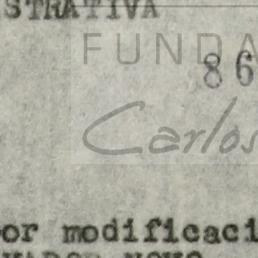 STRATIVA
FUNDA
86
Carlos
or modificaci